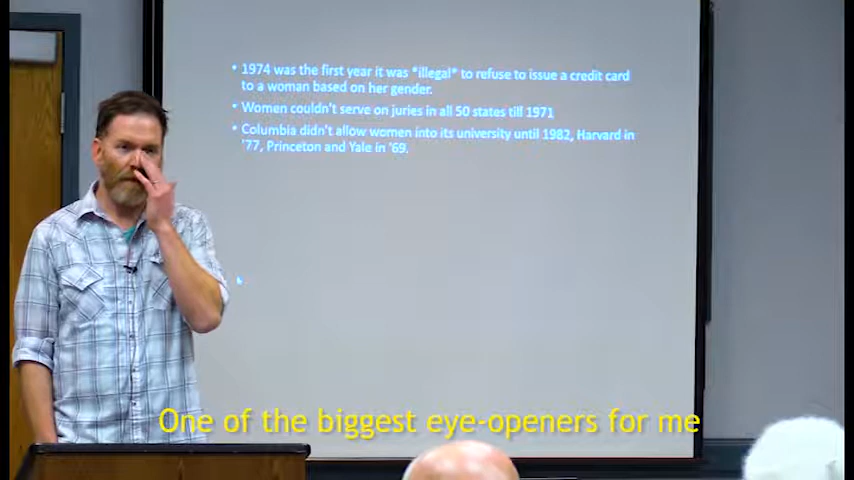 • 1974 was the first year it was *illegal* to refuse to issue a credit card
to a woman based on her gender.
• Women couldn't serve on juries in all 50 states till 1971
• Columbia didn't allow women into its university until 1982, Harvard in
'77, Princeton and Yale in '69.
One of the biggest eye-openers for me